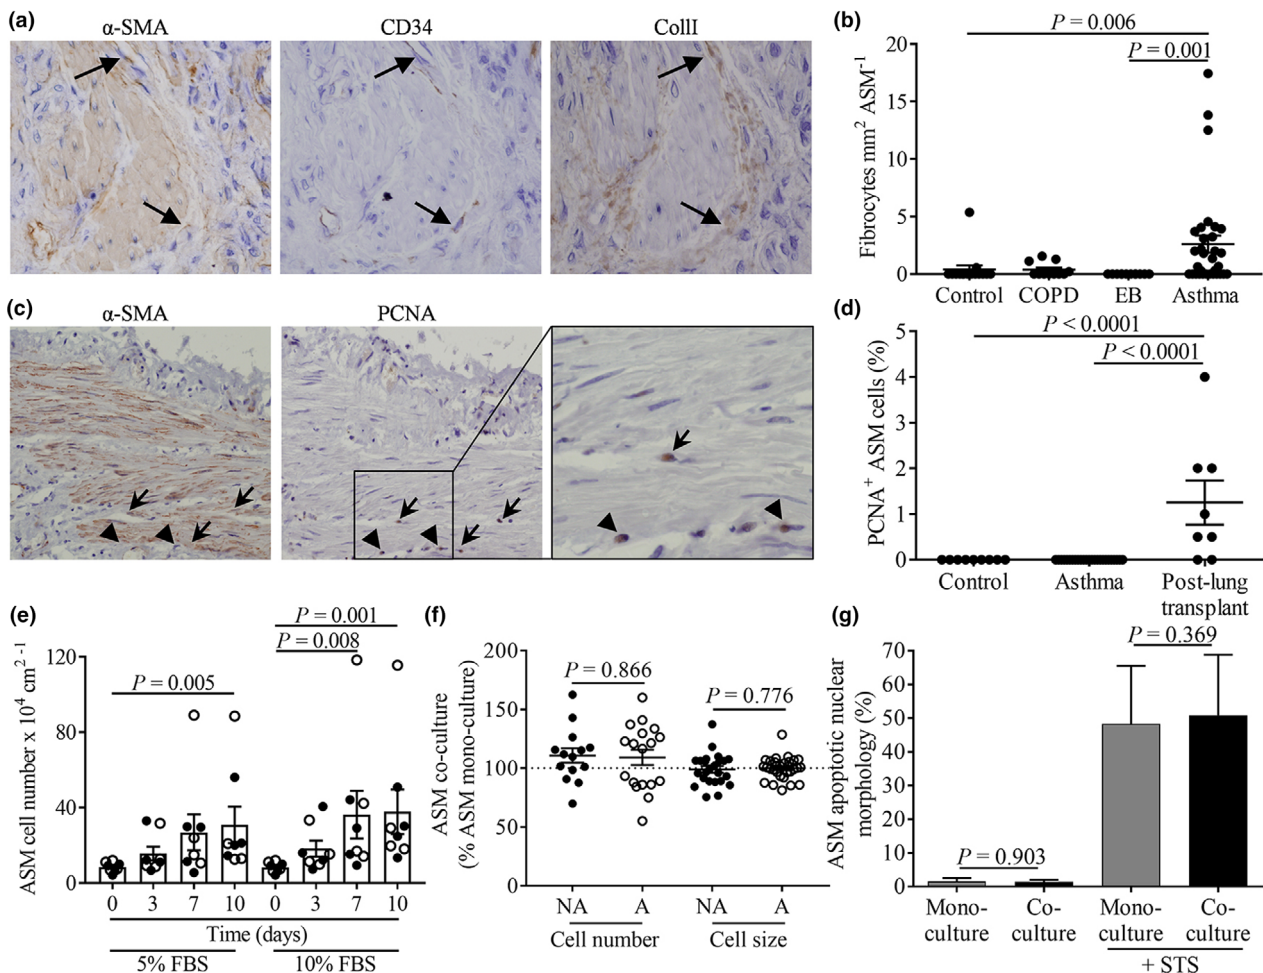 (a)
α-SMA
CD34
ColII
(b)
P = 0.006
P = 0.001
Fibrocytes mm² ASM⁻¹
20
15
10
5
0
Control
COPD
EB
Asthma
(c)
α-SMA
PCNA
(d)
P < 0.0001
P < 0.0001
PCNA⁺ ASM cells (%)
5
4
3
2
1
0
Control
Asthma
Post-lung
transplant
(e)
P = 0.001
P = 0.008
P = 0.005
ASM cell number x 10⁴ cm² ⁻¹
120
80
40
0
0 3 7 10 0 3 7 10
Time (days)
5% FBS
10% FBS
(f)
P = 0.866
P = 0.776
ASM co-culture
(% ASM mono-culture)
200
150
100
50
0
NA A NA A
Cell number
Cell size
(g)
P = 0.369
P = 0.903
ASM apoptotic nuclear
morphology (%)
70
60
50
40
30
20
10
0
Mono-
culture
Co-
culture
Mono-
culture
Co-
culture
+ STS